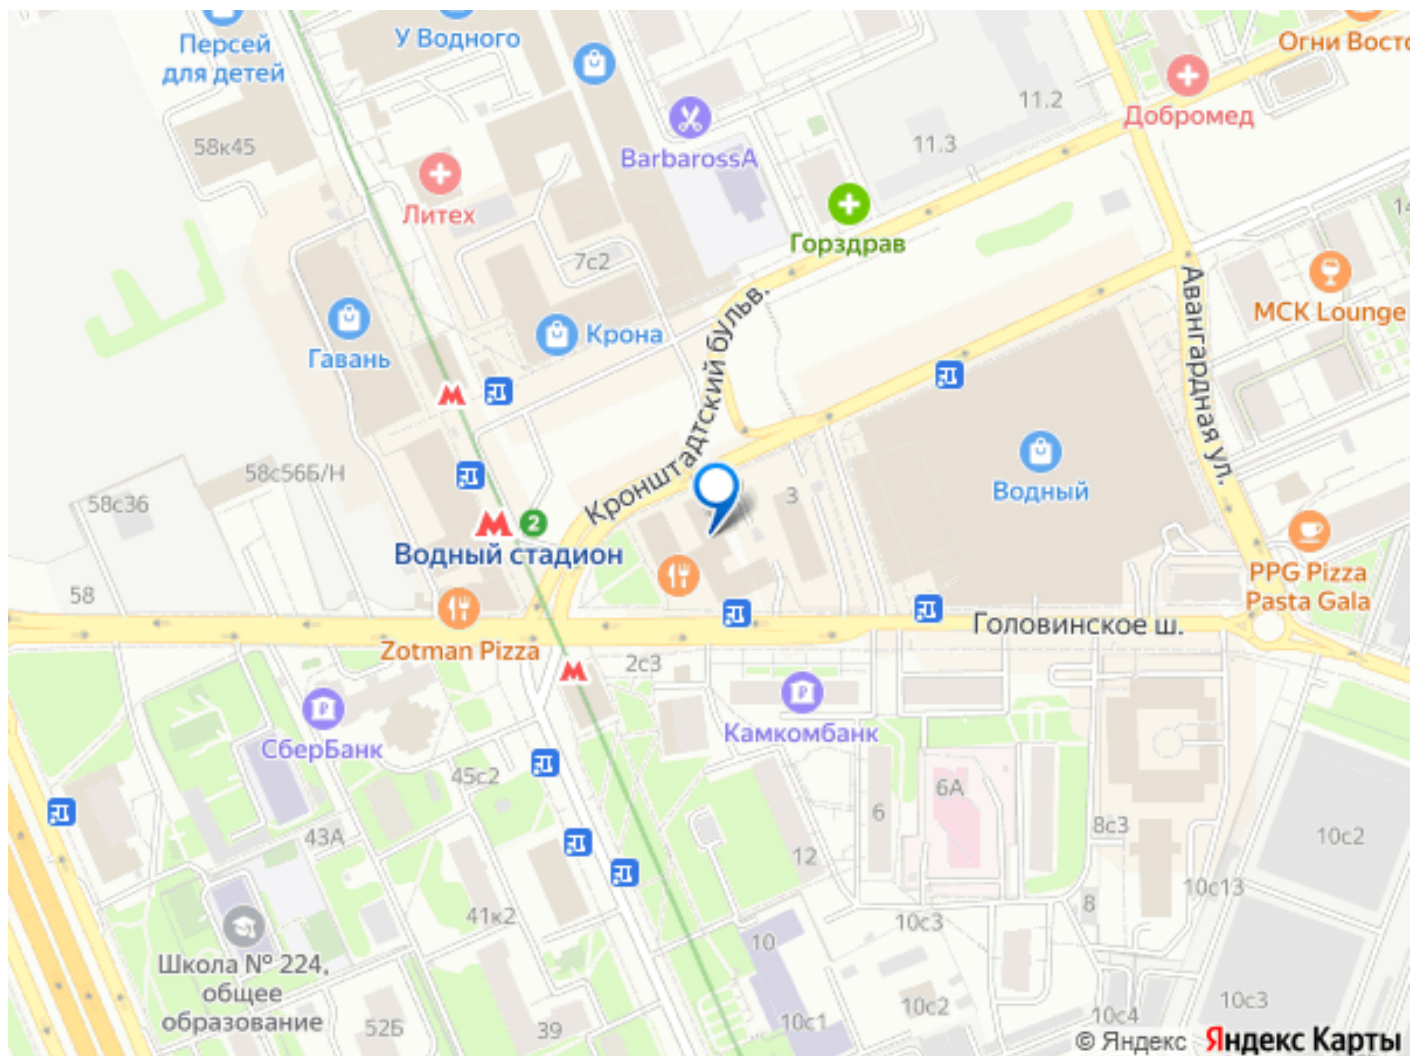 Персей
для детей
У Водного
Огни Восто
Добромед
11.2
11.3
58к45
BarbarossA
Литех
Горздрав
14
7с2
Кронштадтский бульв.
Авангардная ул.
MCK Lounge
Гавань
Крона
58с36
58с56Б/Н
3
Водный
2
Водный стадион
58
PPG Pizza
Pasta Gala
Головинское ш.
Zotman Pizza
2с3
СберБанк
Камкомбанк
45с2
6А
6
8с3
43А
12
10с2
10с13
41к2
8
10с3
10
Школа № 224,
общее
образование
52Б
39
10с1
10с2
10с4
10с3
© Яндекс Яндекс Карты